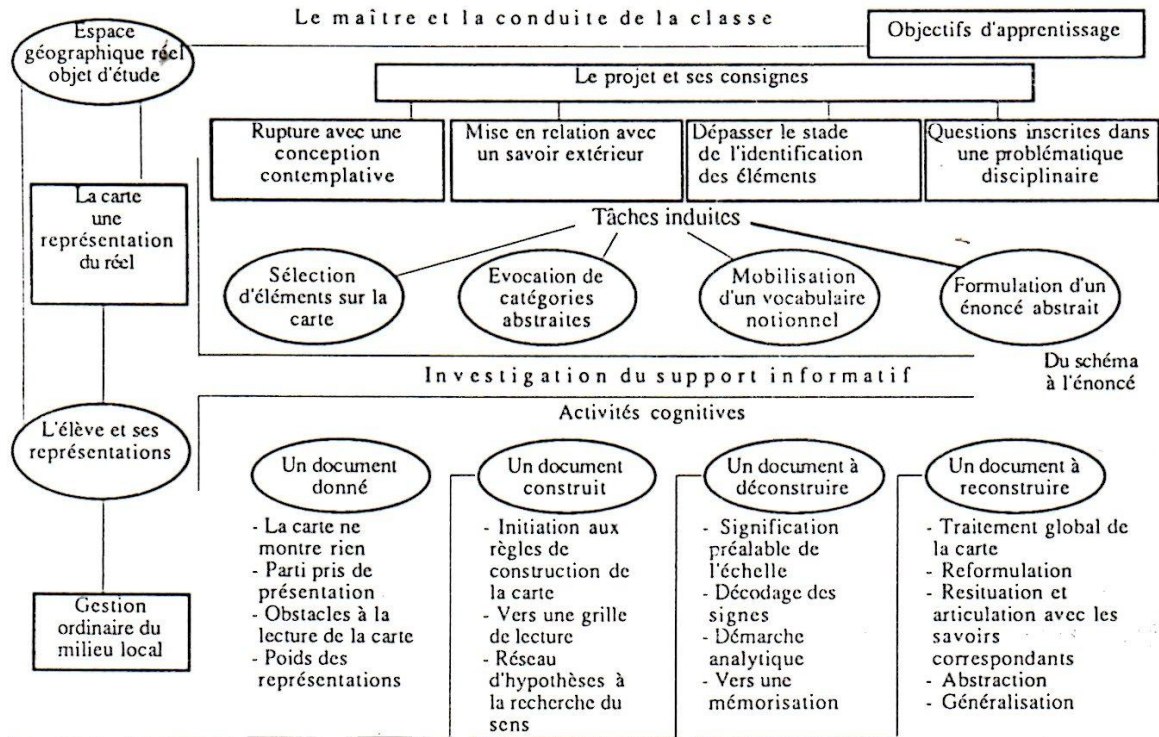 Le maître et la conduite de la classe
Espace
géographique réel
objet d'étude
Objectifs d'apprentissage
Le projet et ses consignes
Rupture avec une
conception
contemplative
Mise en relation avec
un savoir extérieur
Dépasser le stade
de l'identification
des éléments
Questions inscrites dans
une problématique
disciplinaire
La carte
une
représentation
du réel
Tâches induites
Sélection
d'éléments sur la
carte
Evocation de
catégories
abstraites
Mobilisation
d'un vocabulaire
notionnel
Formulation d'un
énoncé abstrait
Du schéma
à l'énoncé
Investigation du support informatif
Activités cognitives
L'élève et ses
représentations
Un document
donné
- La carte ne
montre rien
- Parti pris de
présentation
- Obstacles à la
lecture de la carte
- Poids des
représentations
Un document
construit
- Initiation aux
règles de
construction de
la carte
- Vers une grille
de lecture
- Réseau
d'hypothèses à
la recherche du
sens
Un document à
déconstruire
- Signification
préalable de
l'échelle
- Décodage des
signes
- Démarche
analytique
- Vers une
mémorisation
Un document à
reconstruire
- Traitement global de
la carte
- Reformulation
- Resituation et
articulation avec les
savoirs
correspondants
- Abstraction
- Généralisation
Gestion
ordinaire du
milieu local